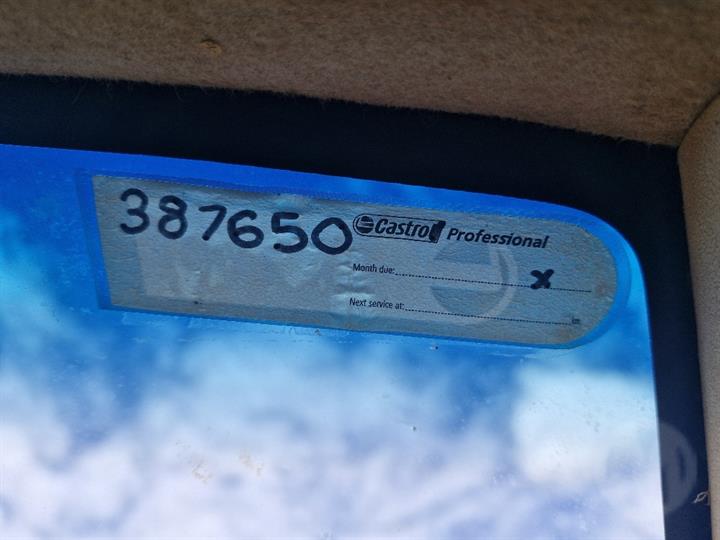 387650
Castrol Professional
Month due: x
Next service at: km